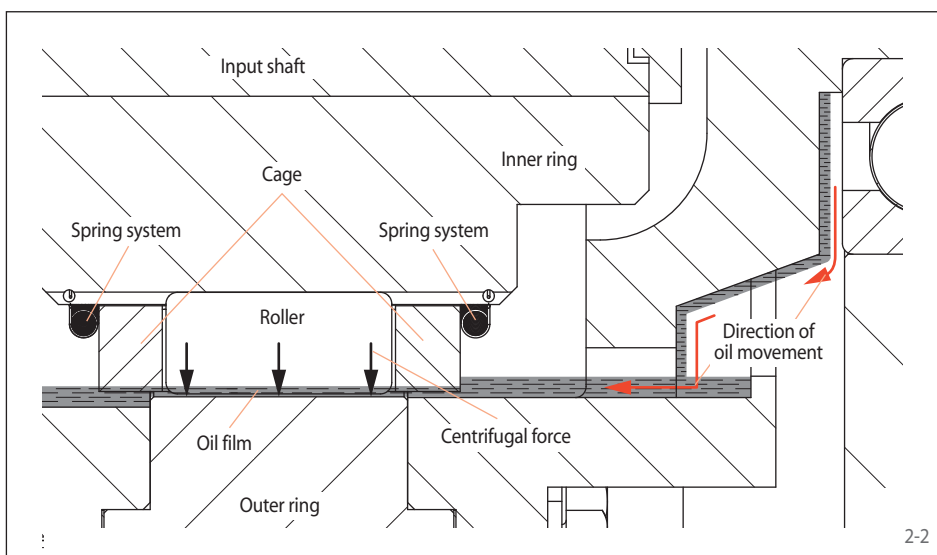 Input shaft
Inner ring
Cage
Spring system
Spring system
Roller
Direction of
oil movement
Oil film
Centrifugal force
Outer ring
2-2